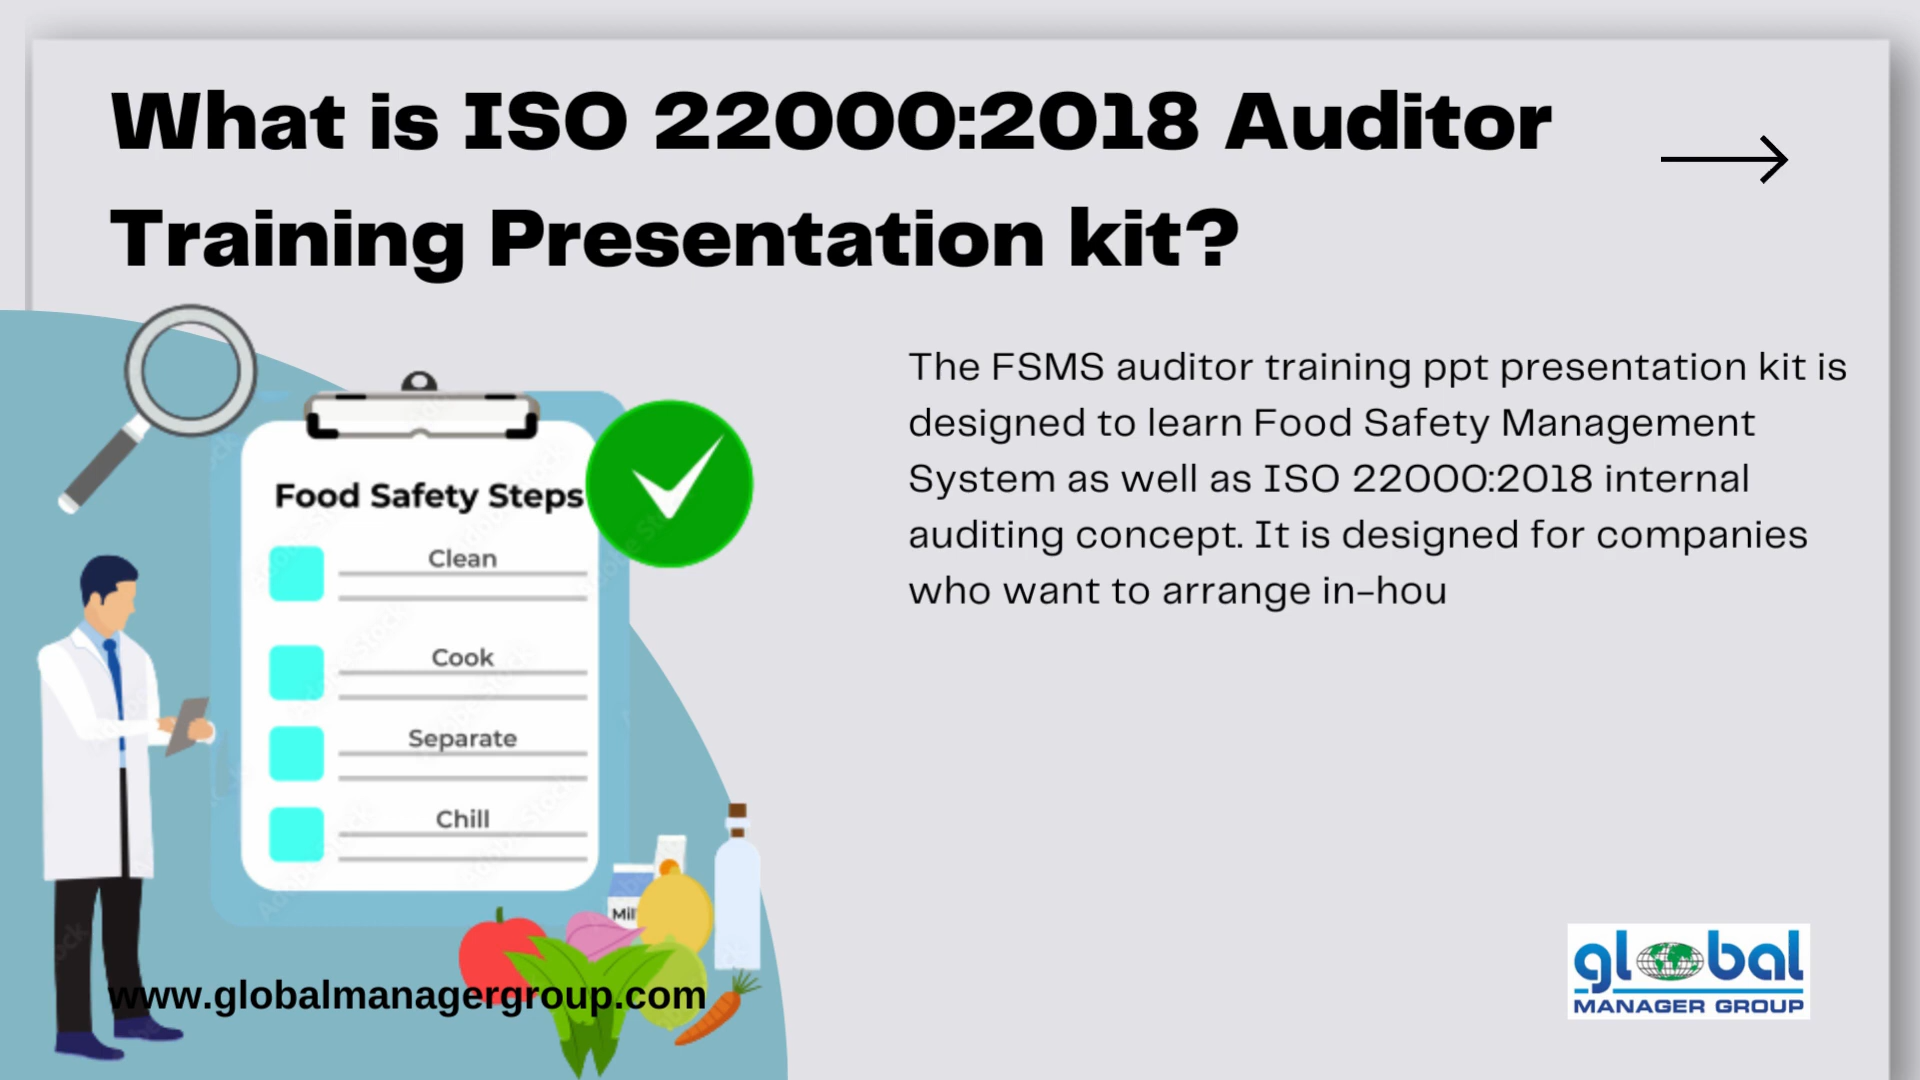 What is ISO 22000:2018 Auditor
Training Presentation kit?
The FSMS auditor training ppt presentation kit is
designed to learn Food Safety Management
System as well as ISO 22000:2018 internal
auditing concept. It is designed for companies
who want to arrange in-hou
Food Safety Steps
Clean
Cook
Separate
Chill
Mil
www.globalmanagergroup.com
global
MANAGER GROUP